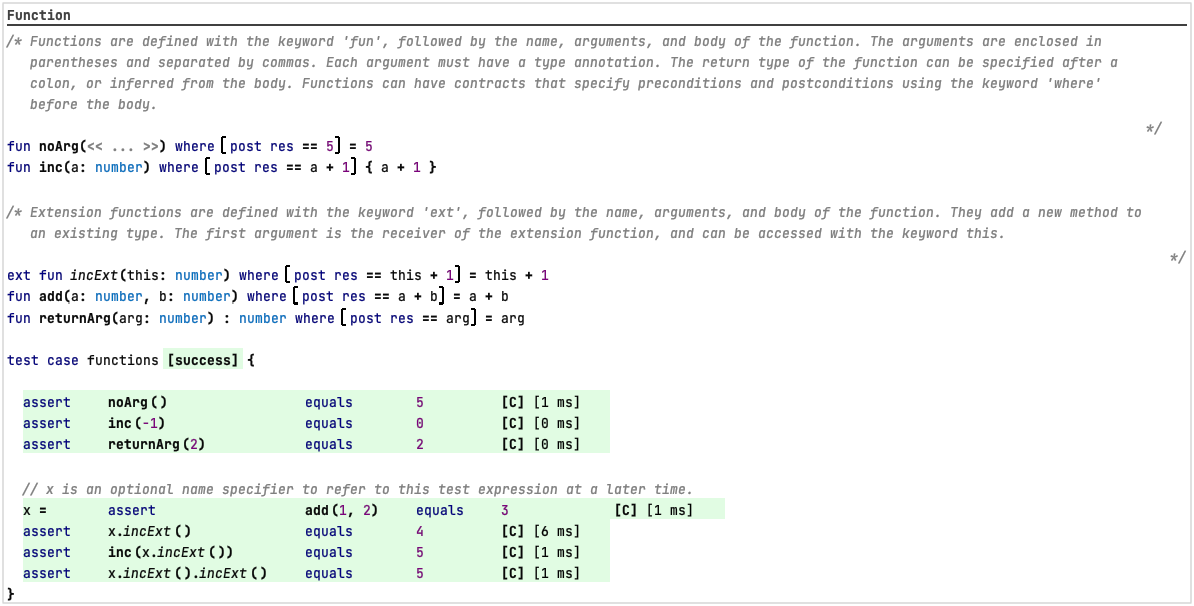 Function
/* Functions are defined with the keyword 'fun', followed by the name, arguments, and body of the function. The arguments are enclosed in
parentheses and separated by commas. Each argument must have a type annotation. The return type of the function can be specified after a
colon, or inferred from the body. Functions can have contracts that specify preconditions and postconditions using the keyword 'where'
before the body.
*/
fun noArg(<< ... >>) where [post res == 5] = 5
fun inc(a: number) where [post res == a + 1] { a + 1 }
/* Extension functions are defined with the keyword 'ext', followed by the name, arguments, and body of the function. They add a new method to
an existing type. The first argument is the receiver of the extension function, and can be accessed with the keyword this.
*/
ext fun incExt(this: number) where [post res == this + 1] = this + 1
fun add(a: number, b: number) where [post res == a + b] = a + b
fun returnArg(arg: number) : number where [post res == arg] = arg
test case functions [success] {
assert noArg() equals 5 [C] [1 ms]
assert inc(-1) equals 0 [C] [0 ms]
assert returnArg(2) equals 2 [C] [0 ms]
// x is an optional name specifier to refer to this test expression at a later time.
x = assert add(1, 2) equals 3 [C] [1 ms]
assert x.incExt() equals 4 [C] [6 ms]
assert inc(x.incExt()) equals 5 [C] [1 ms]
assert x.incExt().incExt() equals 5 [C] [1 ms]
}